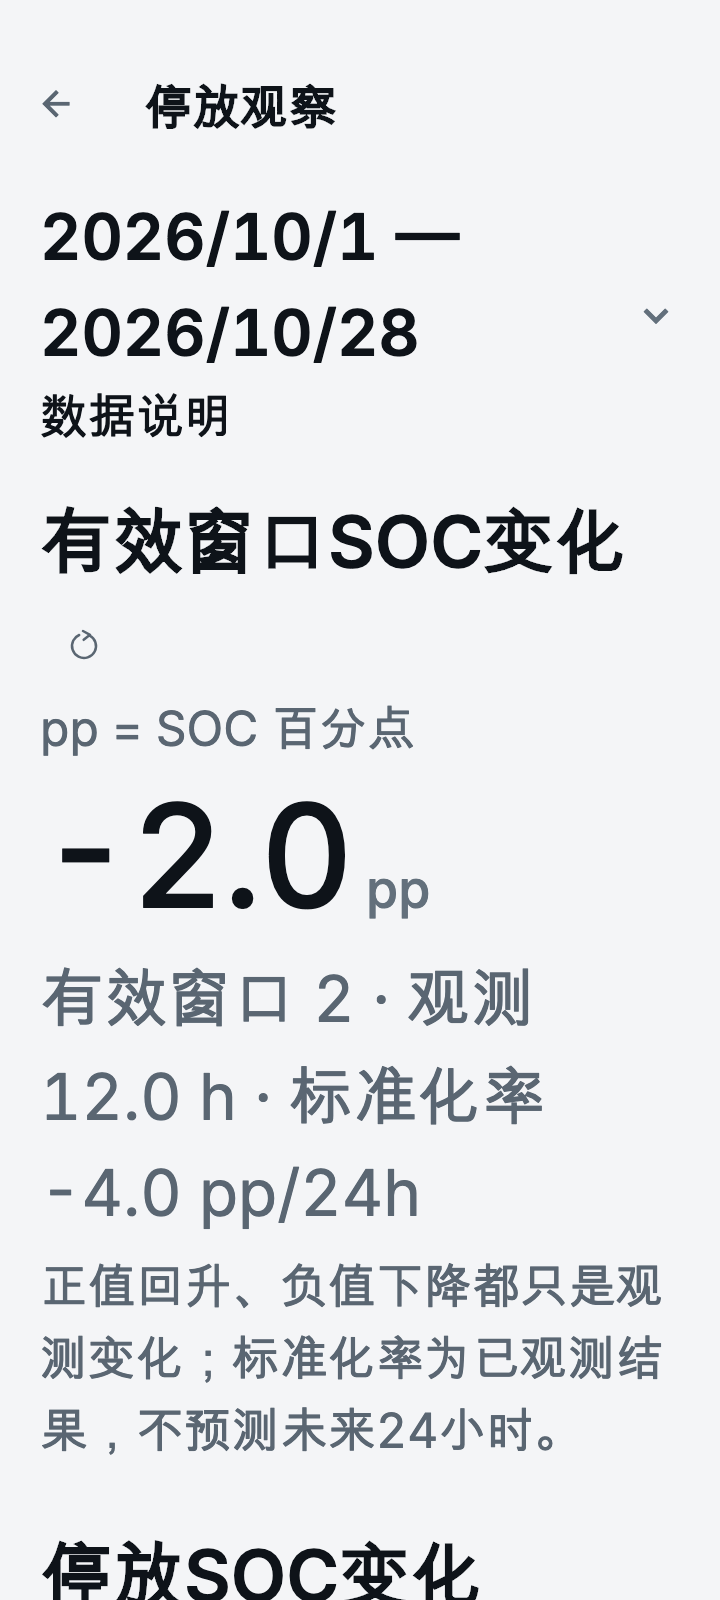 停放观察
2026/10/1 —
2026/10/28
数据说明
有效窗口SOC变化
pp = SOC 百分点
-2.0 pp
有效窗口 2 · 观测
12.0 h · 标准化率
-4.0 pp/24h
正值回升、负值下降都只是观
测变化；标准化率为已观测结
果，不预测未来24小时。
停放SOC变化